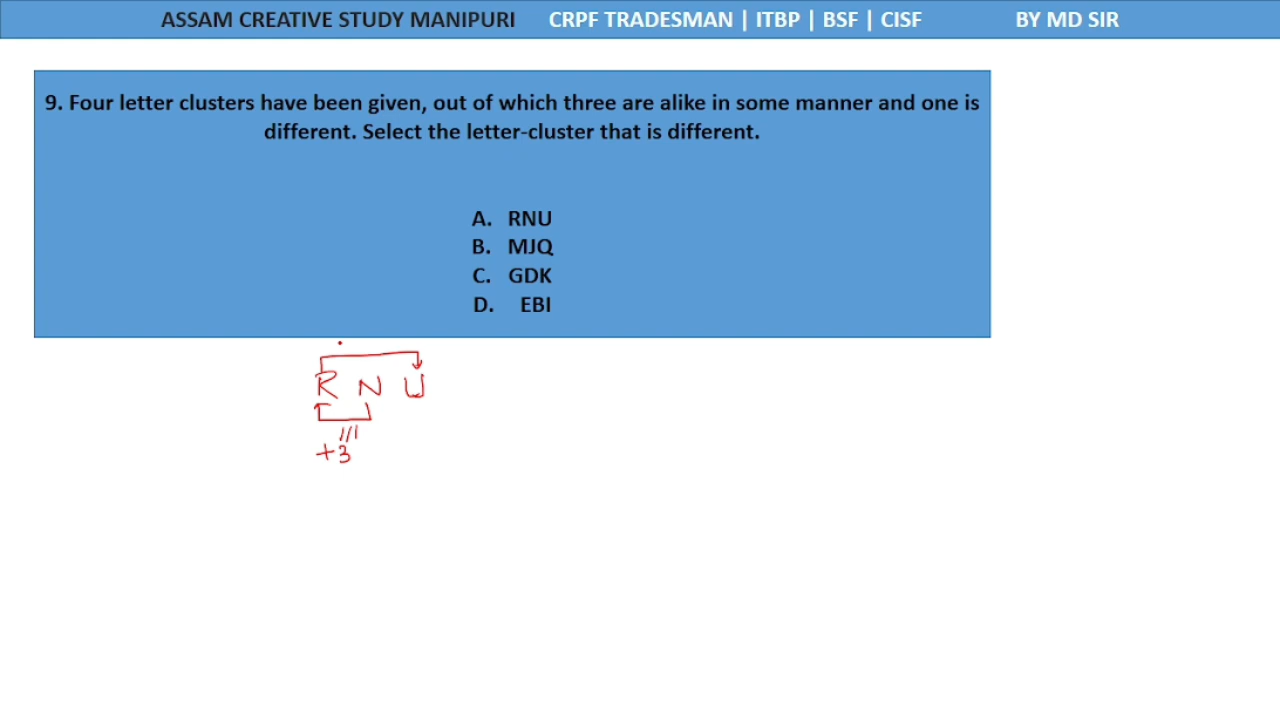 ASSAM CREATIVE STUDY MANIPURI CRPF TRADESMAN | ITBP | BSF | CISF BY MD SIR
9. Four letter clusters have been given, out of which three are alike in some manner and one is
different. Select the letter-cluster that is different.
A. RNU
B. MJQ
C. GDK
D. EBI
R N U
+3